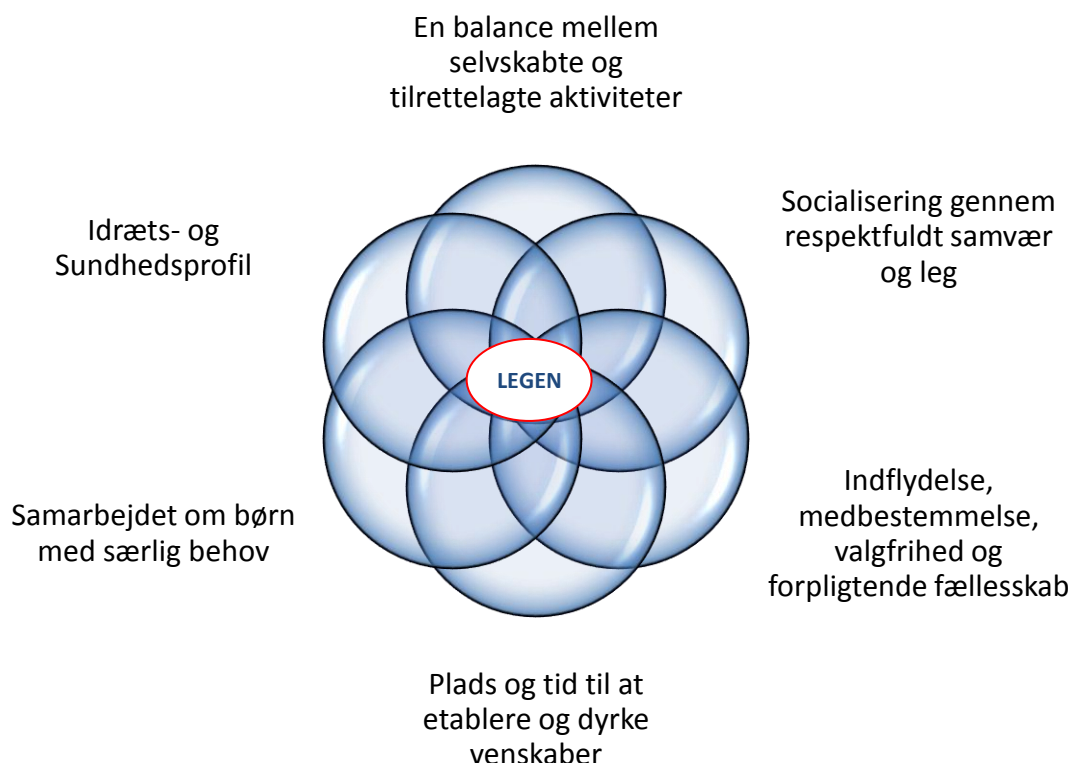 En balance mellem
selvskabte og
tilrettelagte aktiviteter
Socialisering gennem
respektfuldt samvær
og leg
Idræts- og
Sundhedsprofil
LEGEN
Indflydelse,
medbestemmelse,
valgfrihed og
forpligtende fællesskab
Samarbejdet om børn
med særlig behov
Plads og tid til at
etablere og dyrke
venskaber